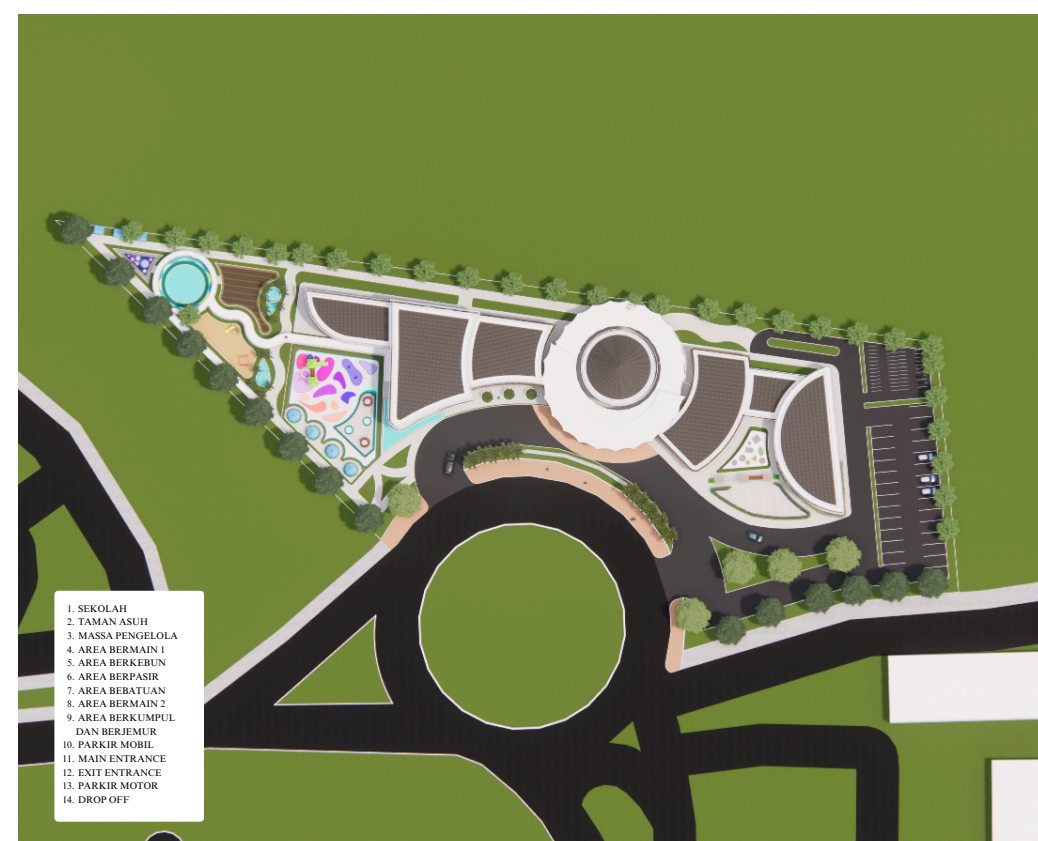 1. SEKOLAH
2. TAMAN ASUH
3. MASSA PENGELOLA
4. AREA BERMAIN 1
5. AREA BERKEBUN
6. AREA BERPASIR
7. AREA BEBATUAN
8. AREA BERMAIN 2
9. AREA BERKUMPUL
DAN BERJEMUR
10. PARKIR MOBIL
11. MAIN ENTRANCE
12. EXIT ENTRANCE
13. PARKIR MOTOR
14. DROP OFF